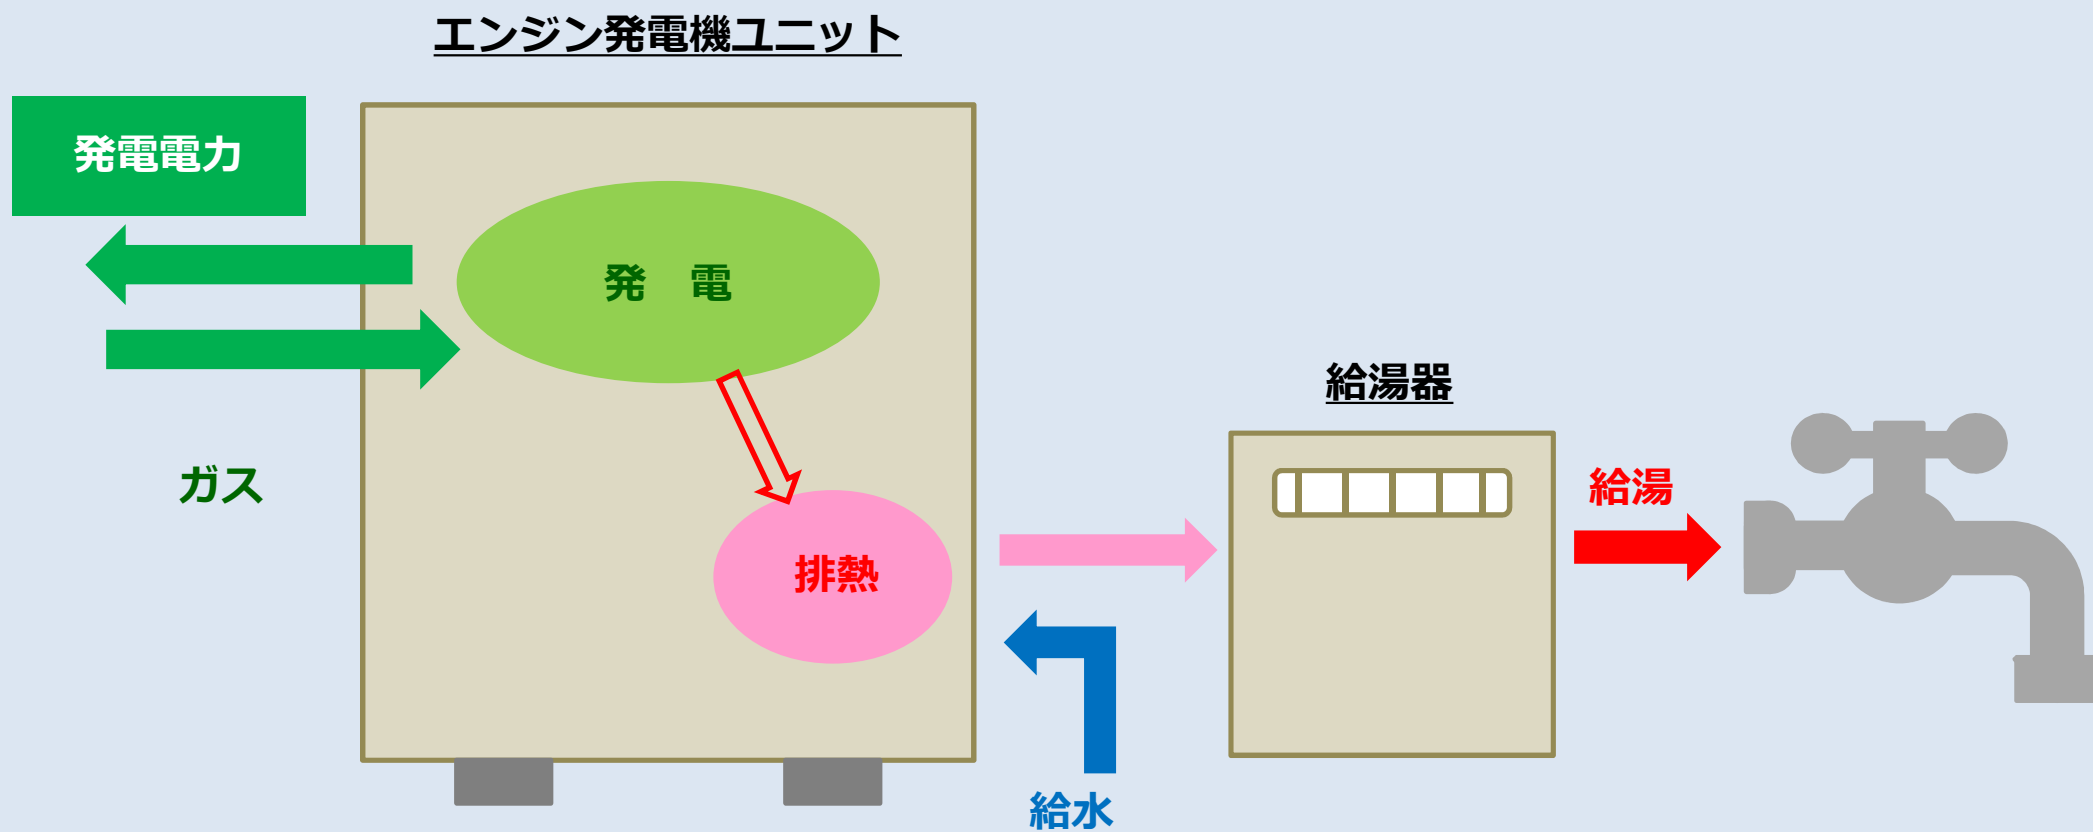 エンジン発電機ユニット
発電電力
発　電
給湯器
ガス
給湯
排熱
給水